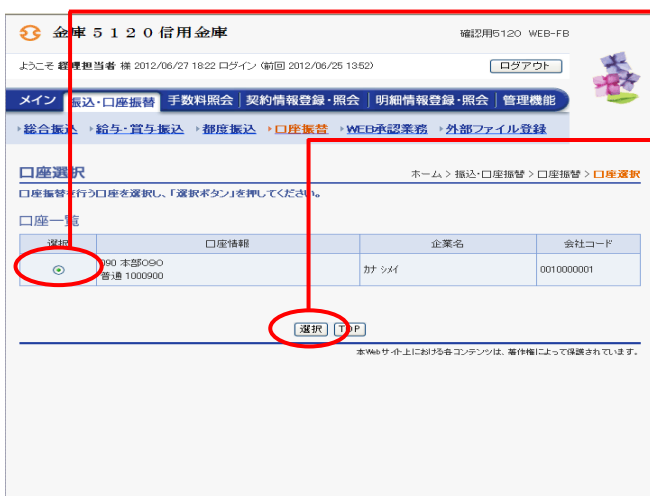 金庫5120信用金庫
確認用5120 WEB-FB
ようこそ 経理担当者 様 2012/06/27 18:22 ログイン (前回 2012/06/25 13:52)
ログアウト
メイン 振込・口座振替 手数料照会 契約情報登録・照会 明細情報登録・照会 管理機能
総合振込 給与・賞与振込 都度振込 口座振替 WEB承認業務 外部ファイル登録
口座選択
ホーム > 振込・口座振替 > 口座振替 > 口座選択
口座振替を行う口座を選択し、「選択ボタン」を押してください。
口座一覧
選択 口座情報 企業名 会社コード
090 本部090
普通 1000900
カナ シメイ
0010000001
選択 TOP
本Webサイト上における各コンテンツは、著作権によって保護されています。